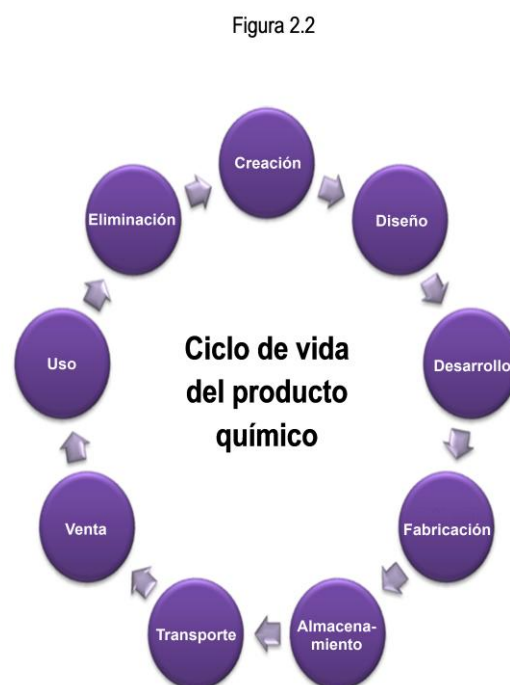 Figura 2.2
Creación
Diseño
Desarrollo
Fabricación
Almacena-
miento
Transporte
Venta
Uso
Eliminación
Ciclo de vida
del producto
químico